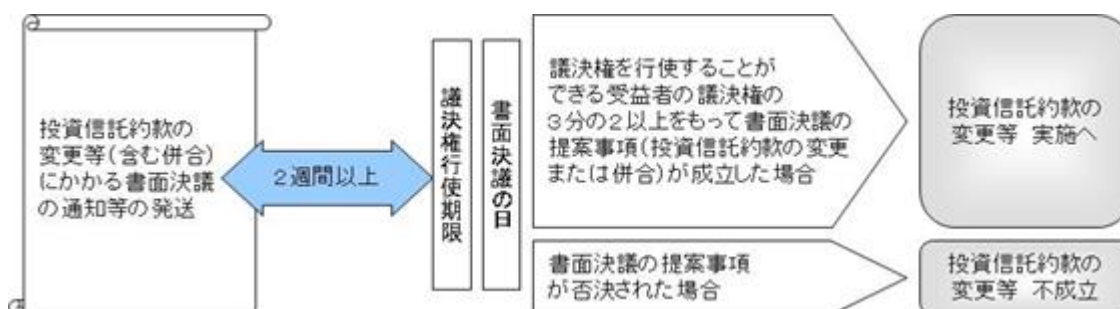 投資信託約款の
変更等(含む併合)
にかかる書面決議
の通知等の発送
2週間以上
議決権行使期限
書面決議の日
議決権を行使することが
できる受益者の議決権の
3分の2以上をもって書面決議の
提案事項(投資信託約款の変更
または併合)が成立した場合
投資信託約款の
変更等 実施へ
書面決議の提案事項
が否決された場合
投資信託約款の
変更等 不成立